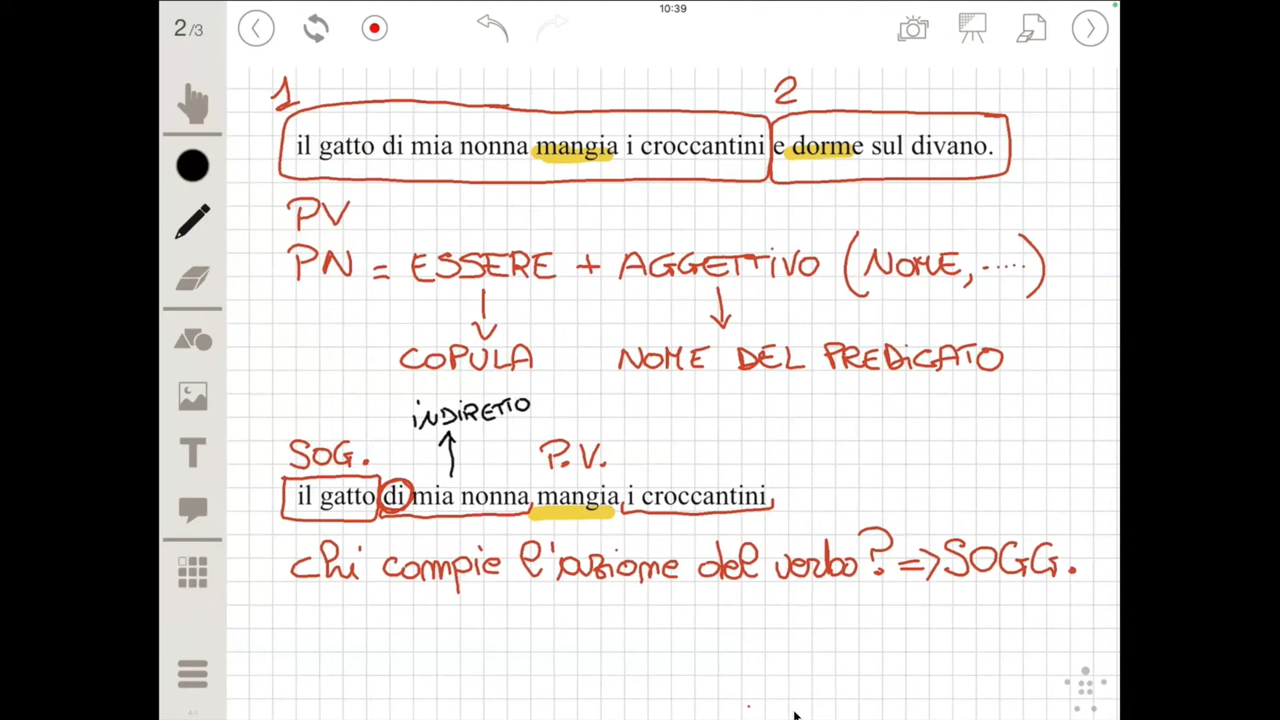 10:39
2/3
1 2
il gatto di mia nonna mangia i croccantini e dorme sul divano.
PV
PN = ESSERE + AGGETTIVO (NOME, .....)
COPULA NOME DEL PREDICATO
INDIRETTO
SOG. P.V.
il gatto di mia nonna mangia i croccantini
Chi compie l'azione del verbo? => SOGG.